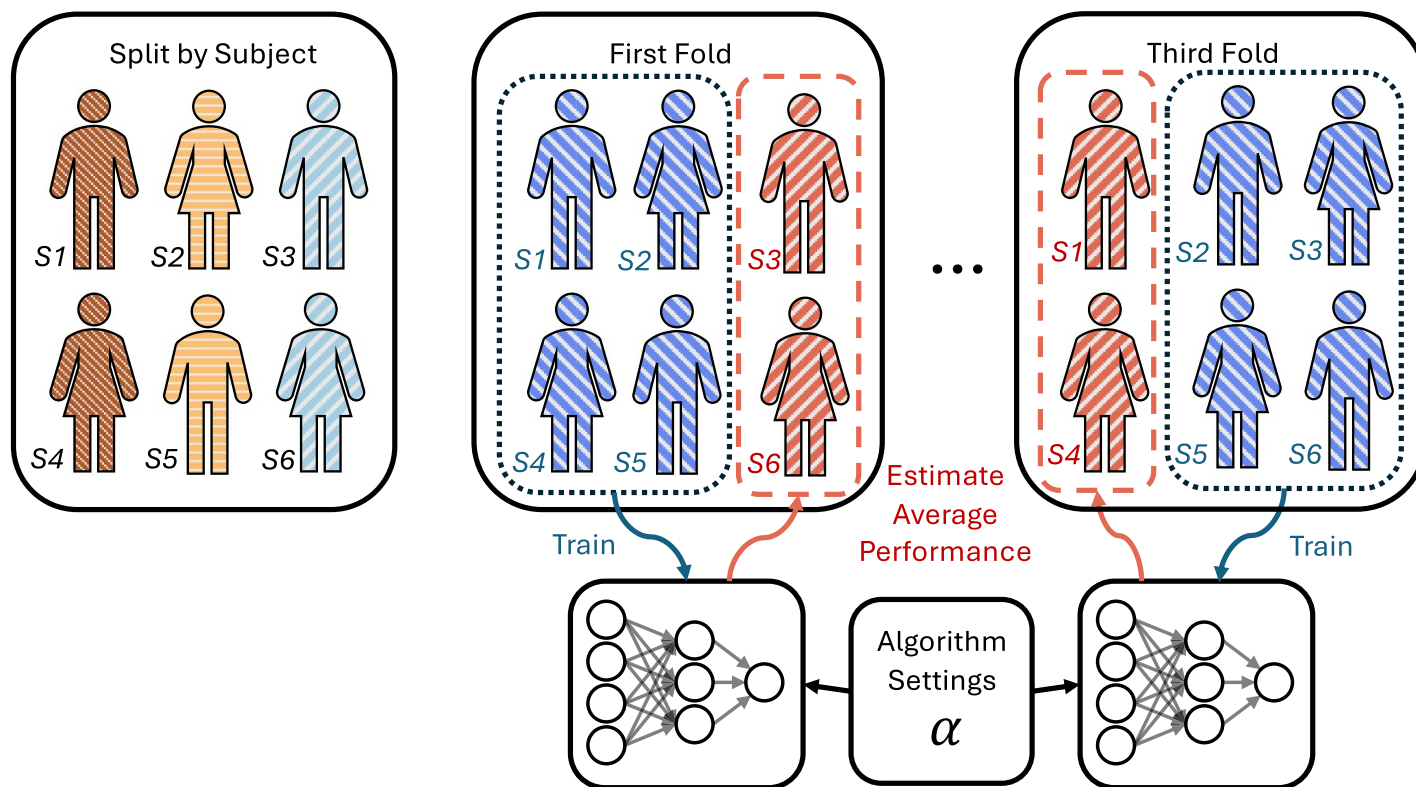 Split by Subject
S1
S2
S3
S4
S5
S6
First Fold
S1
S2
S3
S4
S5
S6
...
Third Fold
S1
S2
S3
S4
S5
S6
Train
Estimate
Average
Performance
Train
Algorithm
Settings
α